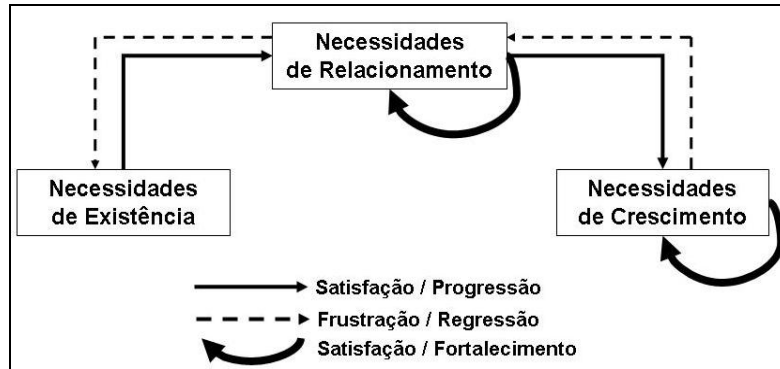 Necessidades
de Relacionamento
Necessidades
de Existência
Necessidades
de Crescimento
Satisfação / Progressão
Frustração / Regressão
Satisfação / Fortalecimento